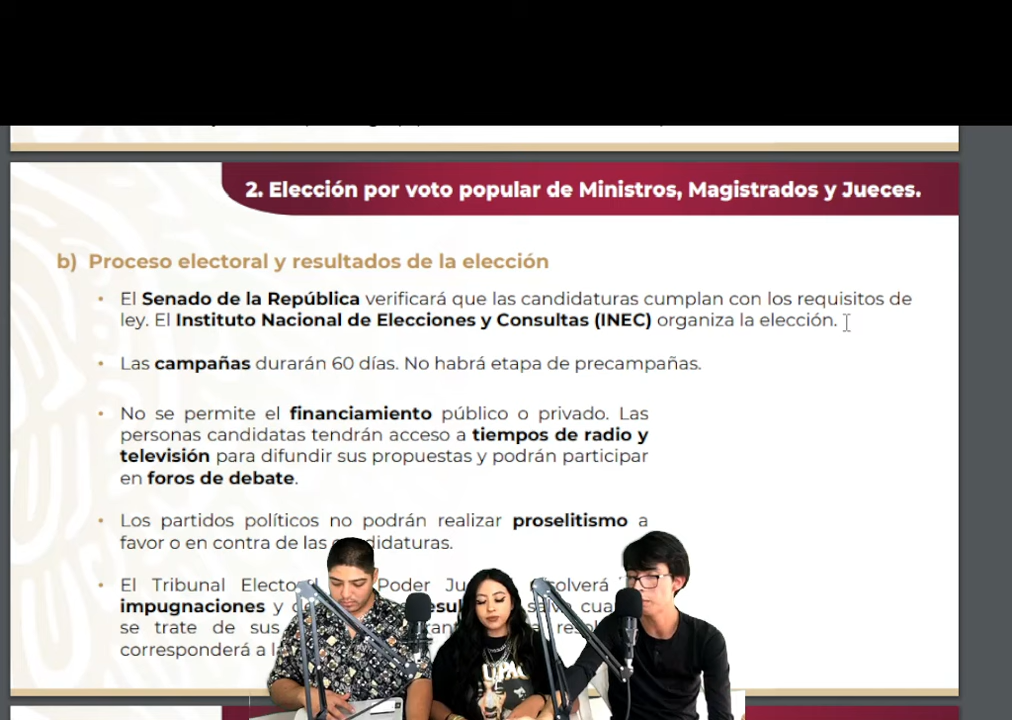 2. Elección por voto popular de Ministros, Magistrados y Jueces.
b) Proceso electoral y resultados de la elección
• El Senado de la República verificará que las candidaturas cumplan con los requisitos de
ley. El Instituto Nacional de Elecciones y Consultas (INEC) organiza la elección.
• Las campañas durarán 60 días. No habrá etapa de precampañas.
• No se permite el financiamiento público o privado. Las
personas candidatas tendrán acceso a tiempos de radio y
televisión para difundir sus propuestas y podrán participar
en foros de debate.
• Los partidos políticos no podrán realizar proselitismo a
favor o en contra de las candidaturas.
• El Tribunal Poder
impugnaciones y
se trate de sus
corresponderá a